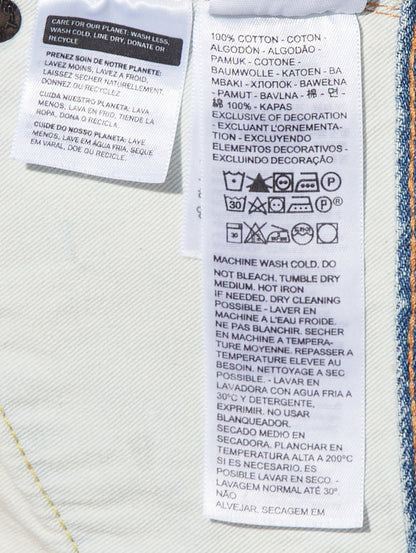 CARE FOR OUR PLANET: WASH LESS,
WASH COLD, LINE DRY, DONATE OR
RECYCLE
PRENEZ SOIN DE NOTRE PLANETE:
LAVEZ MOINS, LAVEZ A FROID,
LAISSEZ SECHER NATURELLEMENT,
DONNEZ OU RECYCLEZ
CUIDA NUESTRO PLANETA: LAVA
MENOS, LAVA EN FRIO, TIENDE LA
ROPA, DONA O RECICLA.
CUIDE DO NOSSO PLANETA: LAVE
MENOS, LAVE EM ÁGUA FRIA, SEQUE
EM VARAL, DOE OU RECICLE.
100% COTTON - COTON -
ALGODÓN - ALGODÃO -
PAMUK - COTONE -
BAUMWOLLE - KATOEN - BA
MBAKI - ХЛОПОК - BAWEŁNA
- PAMUT - BAVLNA - 棉 - 면 -
綿 100% - KAPAS
EXCLUSIVE OF DECORATION
- EXCLUANT L'ORNEMENTA-
TION - EXCLUYENDO
ELEMENTOS DECORATIVOS -
EXCLUINDO DECORAÇÃO
P
30 P®
30
MACHINE WASH COLD. DO
NOT BLEACH. TUMBLE DRY
MEDIUM. HOT IRON
IF NEEDED. DRY CLEANING
POSSIBLE - LAVER EN
MACHINE A L'EAU FROIDE.
NE PAS BLANCHIR. SECHER
EN MACHINE A TEMPERA-
TURE MOYENNE. REPASSER A
TEMPERATURE ELEVEE AU
BESOIN. NETTOYAGE A SEC
POSSIBLE. - LAVAR EN
LAVADORA CON AGUA FRIA A
30°C Y DETERGENTE,
EXPRIMIR. NO USAR
BLANQUEADOR.
SECADO MEDIO EN
SECADORA. PLANCHAR EN
TEMPERATURA ALTA A 200°C
SI ES NECESARIO. ES
POSIBLE LAVAR EN SECO. -
LAVAGEM NORMAL ATÉ 30°
NÃO
ALVEJAR. SECAGEM EM